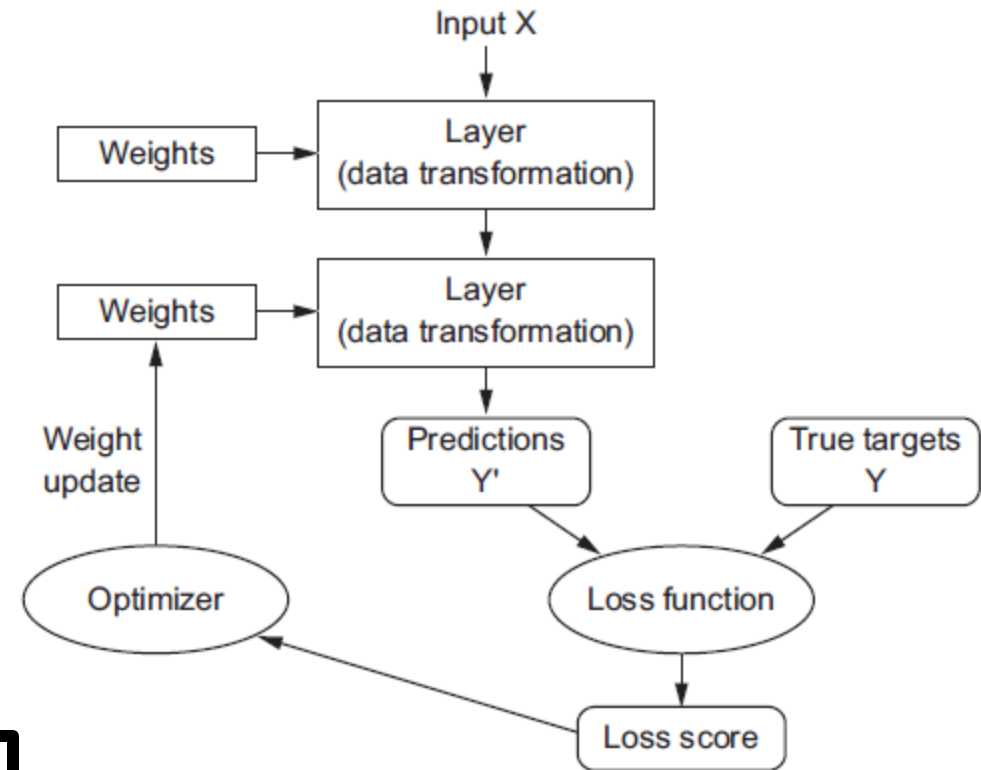 Input X
Layer
(data transformation)
Weights
Layer
(data transformation)
Weights
Weight
update
Predictions
Y'
True targets
Y
Optimizer
Loss function
Loss score